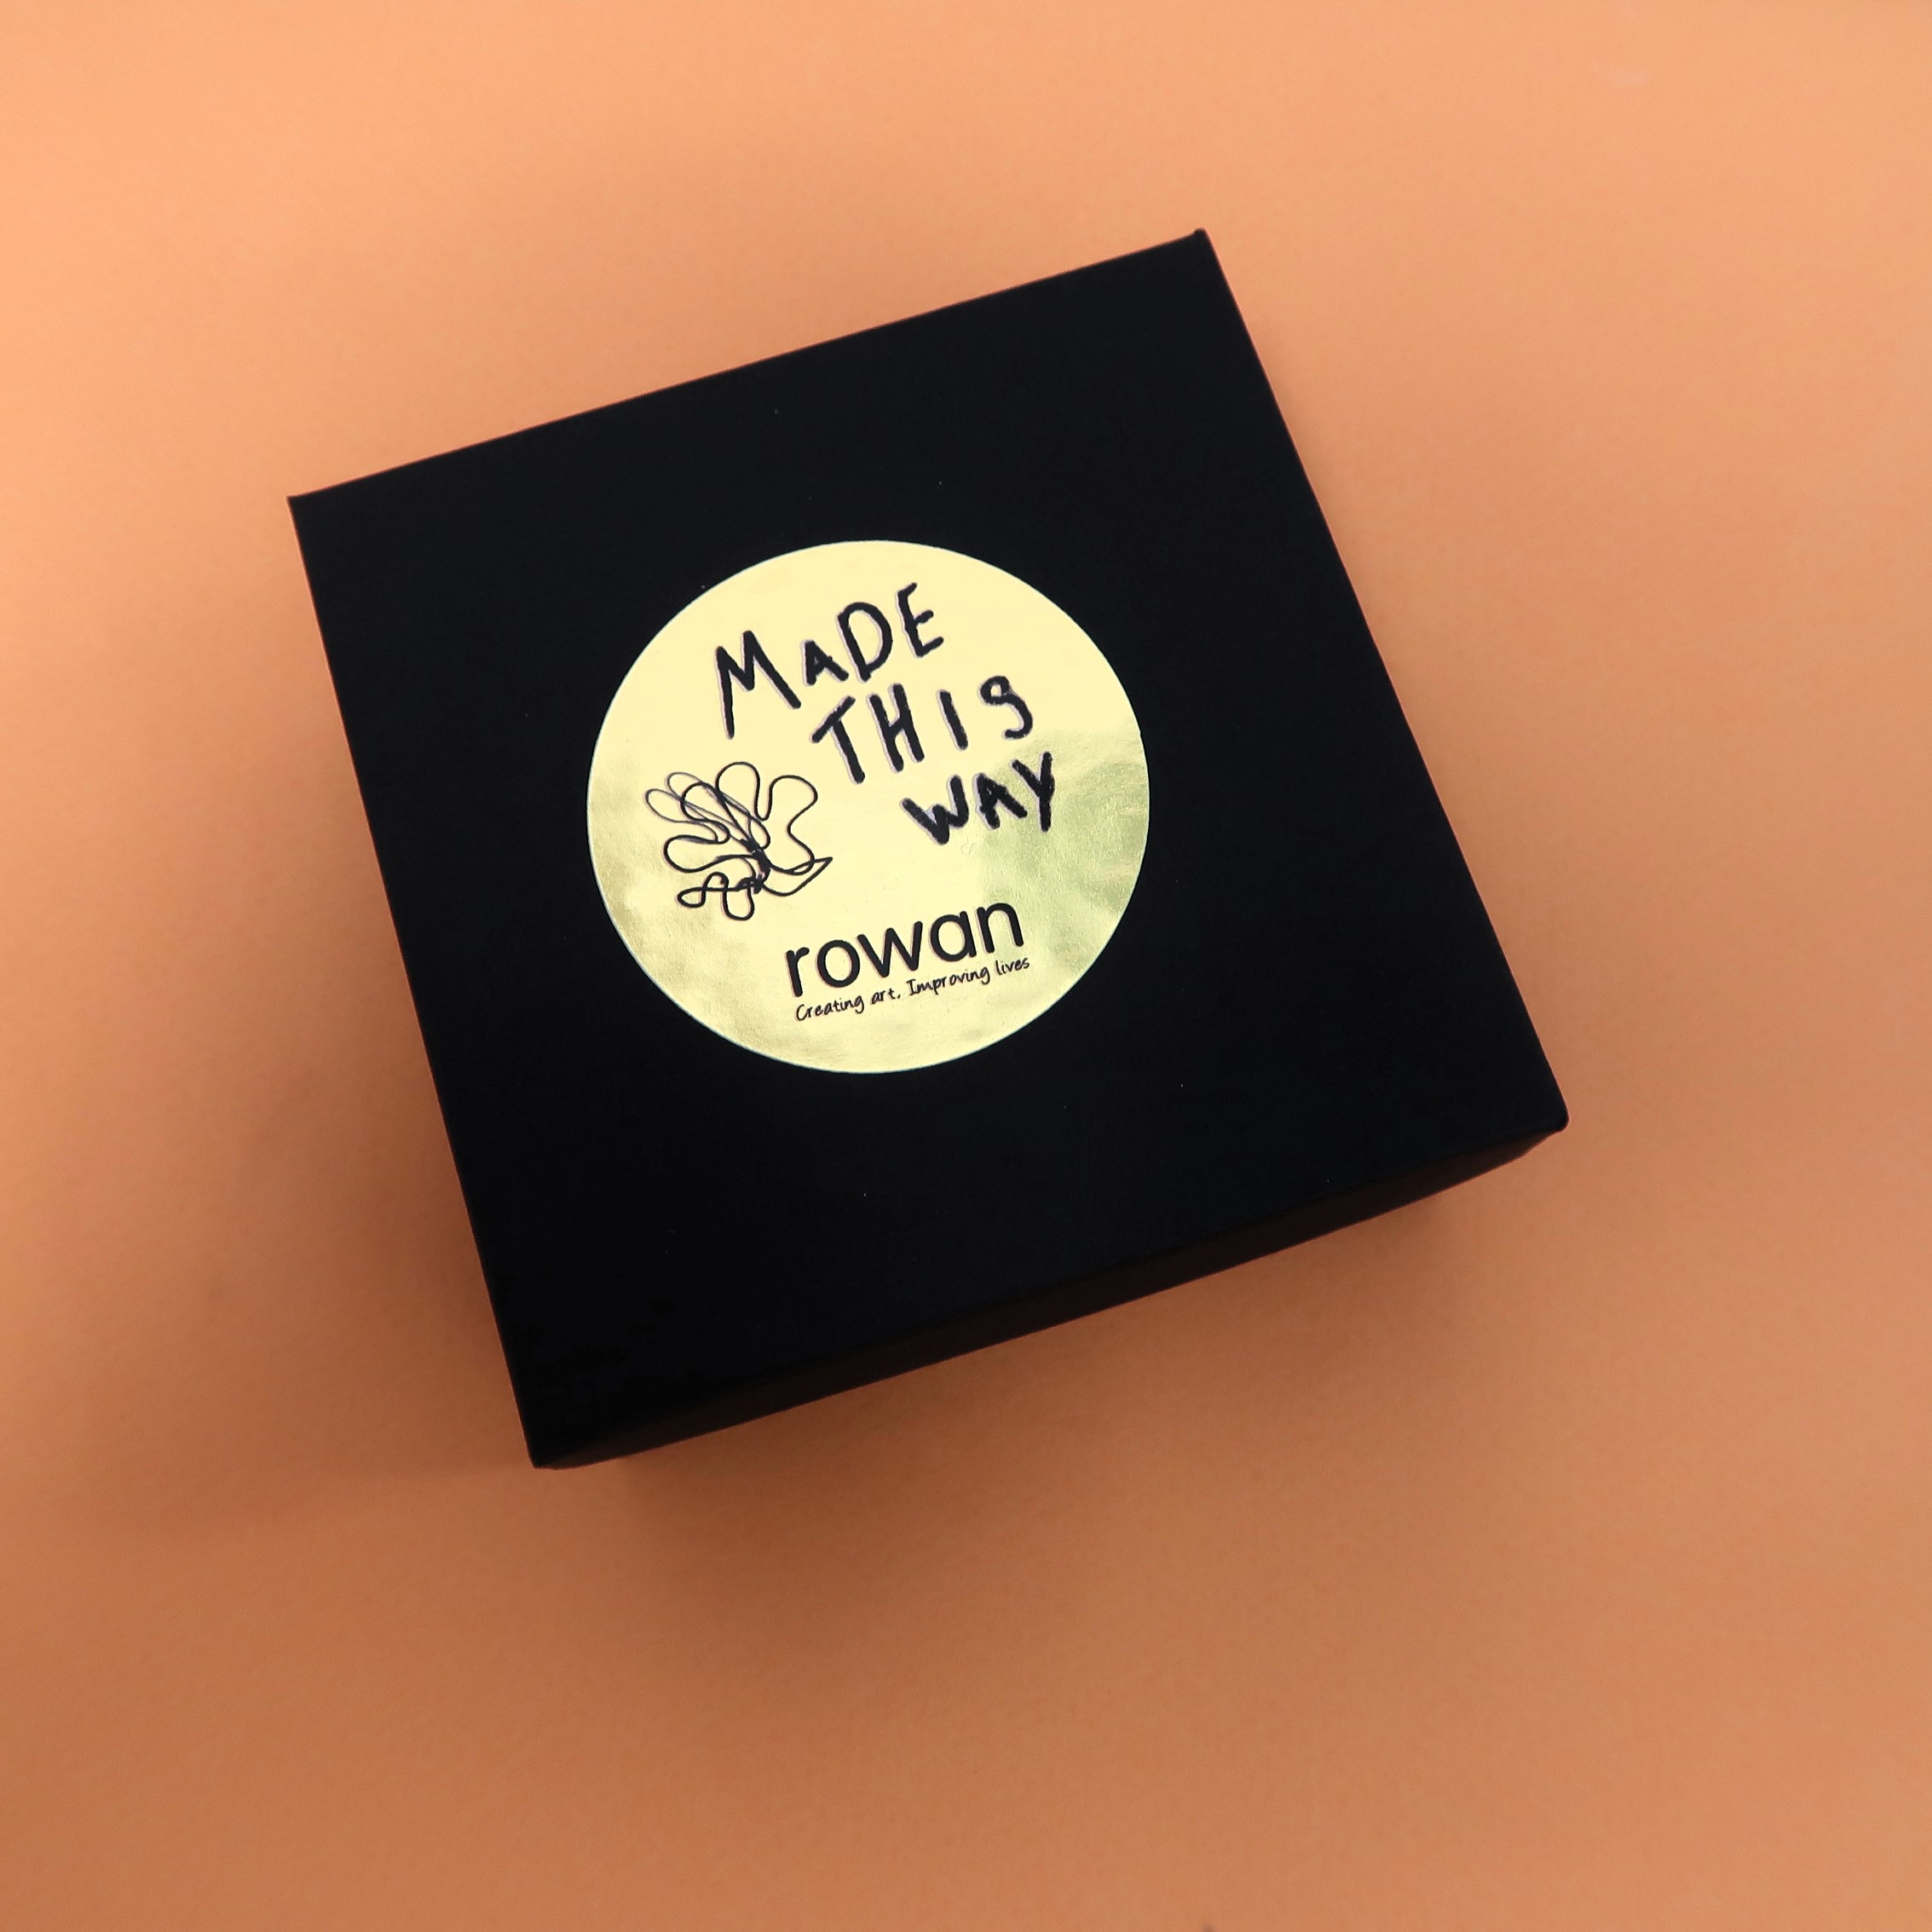 MADE
THIS
WAY
rowan
Creating art. Improving lives